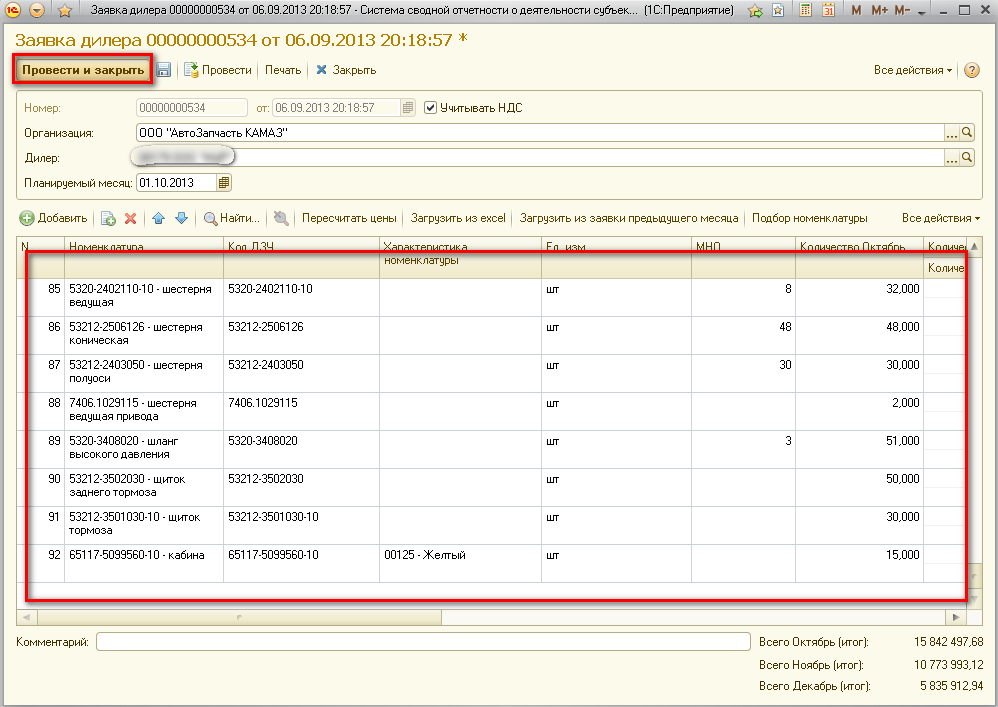 Заявка дилера 00000000534 от 06.09.2013 20:18:57 - Система сводной отчетности о деятельности субъек... (1С:Предприятие) 31 M M+ M-
Заявка дилера 00000000534 от 06.09.2013 20:18:57 *
Провести и закрыть Провести Печать Закрыть Все действия
Номер: 00000000534 от: 06.09.2013 20:18:57 Учитывать НДС
Организация: ООО "АвтоЗапчасть КАМАЗ" ...
Дилер: ...
Планируемый месяц: 01.10.2013
Добавить Найти... Пересчитать цены Загрузить из excel Загрузить из заявки предыдущего месяца Подбор номенклатуры Все действия
N Номенклатура Код ДЗЧ Характеристика Ед. изм. МНО Количество Октябрь Количес
номенклатуры
Количе
85 5320-2402110-10 - шестерня 5320-2402110-10 шт 8 32,000
ведущая
86 53212-2506126 - шестерня 53212-2506126 шт 48 48,000
коническая
87 53212-2403050 - шестерня 53212-2403050 шт 30 30,000
полуоси
88 7406.1029115 - шестерня 7406.1029115 шт 2,000
ведущая привода
89 5320-3408020 - шланг 5320-3408020 шт 3 51,000
высокого давления
90 53212-3502030 - щиток 53212-3502030 шт 50,000
заднего тормоза
91 53212-3501030-10 - щиток 53212-3501030-10 шт 30,000
тормоза
92 65117-5099560-10 - кабина 65117-5099560-10 00125 - Желтый шт 15,000
Комментарий: Всего Октябрь (итог): 15 842 497,68
Всего Ноябрь (итог): 10 773 993,12
Всего Декабрь (итог): 5 835 912,94